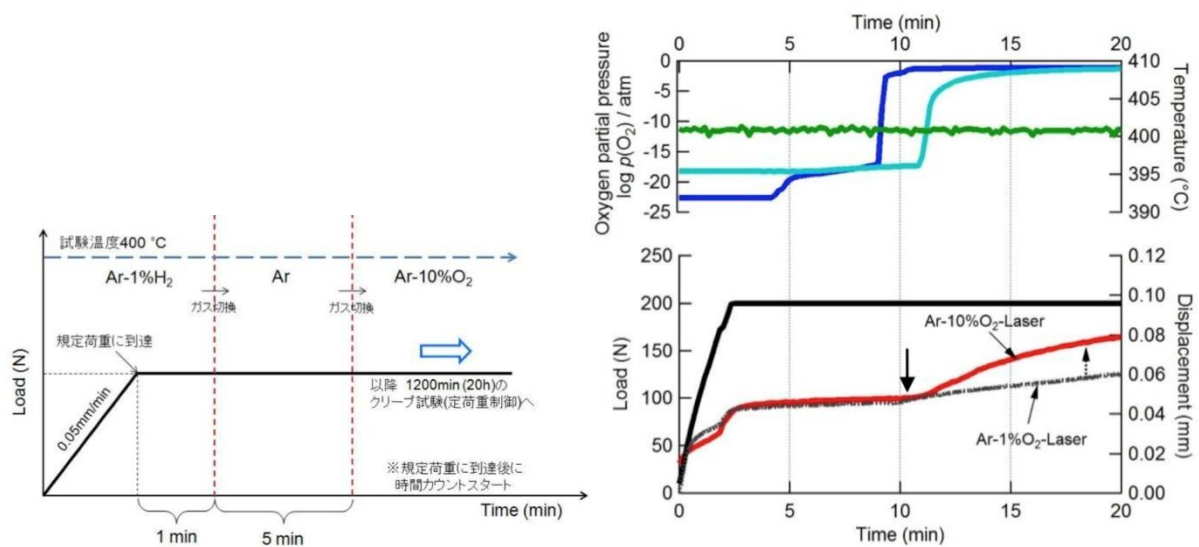 試験温度400 °C
Ar-1%H₂
Ar
Ar-10%O₂
ガス切換
ガス切換
規定荷重に到達
0.05mm/min
Load (N)
以降 1200min (20h)の
クリープ試験(定荷重制御)へ
※規定荷重に到達後に
時間カウントスタート
Time (min)
1 min
5 min
Time (min)
0 5 10 15 20
Oxygen partial pressure
log p(O₂) / atm
0
-5
-10
-15
-20
-25
410
405
400
395
390
Temperature (°C)
Load (N)
250
200
150
100
50
0
Ar-10%O₂-Laser
Ar-1%O₂-Laser
0.12
0.10
0.08
0.06
0.04
0.02
0.00
Displacement (mm)
0 5 10 15 20
Time (min)